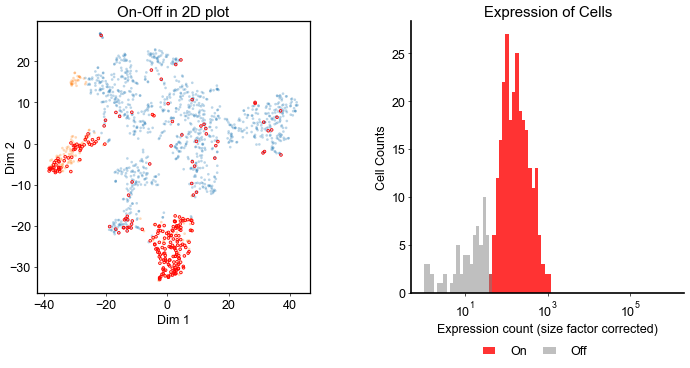 On-Off in 2D plot
20
10
0
−10
−20
−30
Dim 2
−40
−20
0
20
40
Dim 1
Expression of Cells
25
20
15
10
5
0
Cell Counts
10¹
10³
10⁵
Expression count (size factor corrected)
On
Off